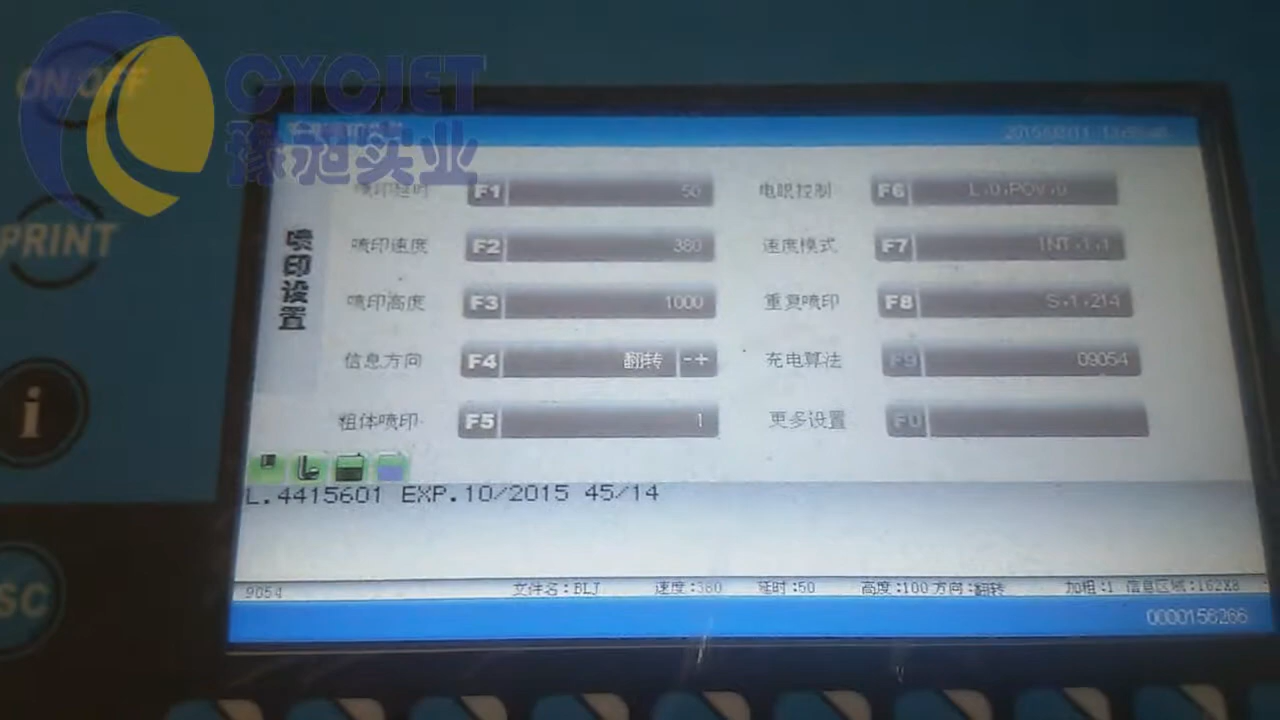 ON/OFF
CYCJET
豫昶实业
PRINT
喷印设置
喷印延时 F1 50
电眼控制 F6 L:0,POV:0
喷印速度 F2 380
速度模式 F7 INT:1:1
喷印高度 F3 1000
重复喷印 F8 S:1:214
信息方向 F4 翻转 -+
充电算法 F9 09054
粗体喷印 F5 1
更多设置 F0
L.4415601 EXP.10/2015 45/14
9054 文件名:BLJ 速度:380 延时:50 高度:100 方向:翻转 加粗:1 信息区域:162X8
0000156266
i
SC